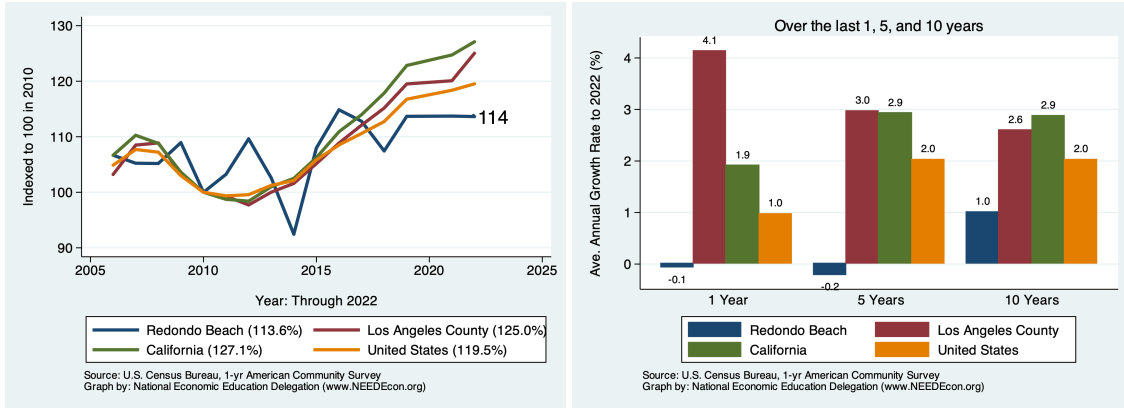 Indexed to 100 in 2010
130
120
110
100
90
114
2005 2010 2015 2020 2025
Year: Through 2022
Redondo Beach (113.6%) Los Angeles County (125.0%)
California (127.1%) United States (119.5%)
Source: U.S. Census Bureau, 1-yr American Community Survey
Graph by: National Economic Education Delegation (www.NEEDEcon.org)
Over the last 1, 5, and 10 years
Ave. Annual Growth Rate to 2022 (%)
4
3
2
1
0
-0.1 4.1 1.9 1.0
-0.2 3.0 2.9 2.0
1.0 2.6 2.9 2.0
1 Year 5 Years 10 Years
Redondo Beach Los Angeles County
California United States
Source: U.S. Census Bureau, 1-yr American Community Survey
Graph by: National Economic Education Delegation (www.NEEDEcon.org)